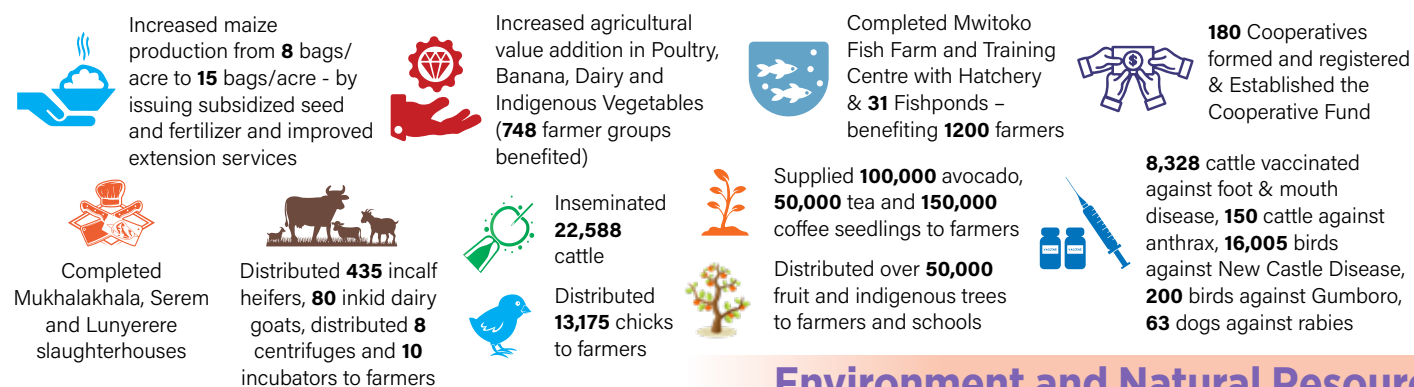 Increased maize
production from 8 bags/
acre to 15 bags/acre - by
issuing subsidized seed
and fertilizer and improved
extension services
Increased agricultural
value addition in Poultry,
Banana, Dairy and
Indigenous Vegetables
(748 farmer groups
benefited)
Completed Mwitoko
Fish Farm and Training
Centre with Hatchery
& 31 Fishponds –
benefiting 1200 farmers
$
180 Cooperatives
formed and registered
& Established the
Cooperative Fund
Completed
Mukhalakhala, Serem
and Lunyerere
slaughterhouses
Distributed 435 incalf
heifers, 80 inkid dairy
goats, distributed 8
centrifuges and 10
incubators to farmers
Inseminated
22,588
cattle
Distributed
13,175 chicks
to farmers
Supplied 100,000 avocado,
50,000 tea and 150,000
coffee seedlings to farmers
Distributed over 50,000
fruit and indigenous trees
to farmers and schools
VACCINE
VACCINE
8,328 cattle vaccinated
against foot & mouth
disease, 150 cattle against
anthrax, 16,005 birds
against New Castle Disease,
200 birds against Gumboro,
63 dogs against rabies
Environment and Natural Resour